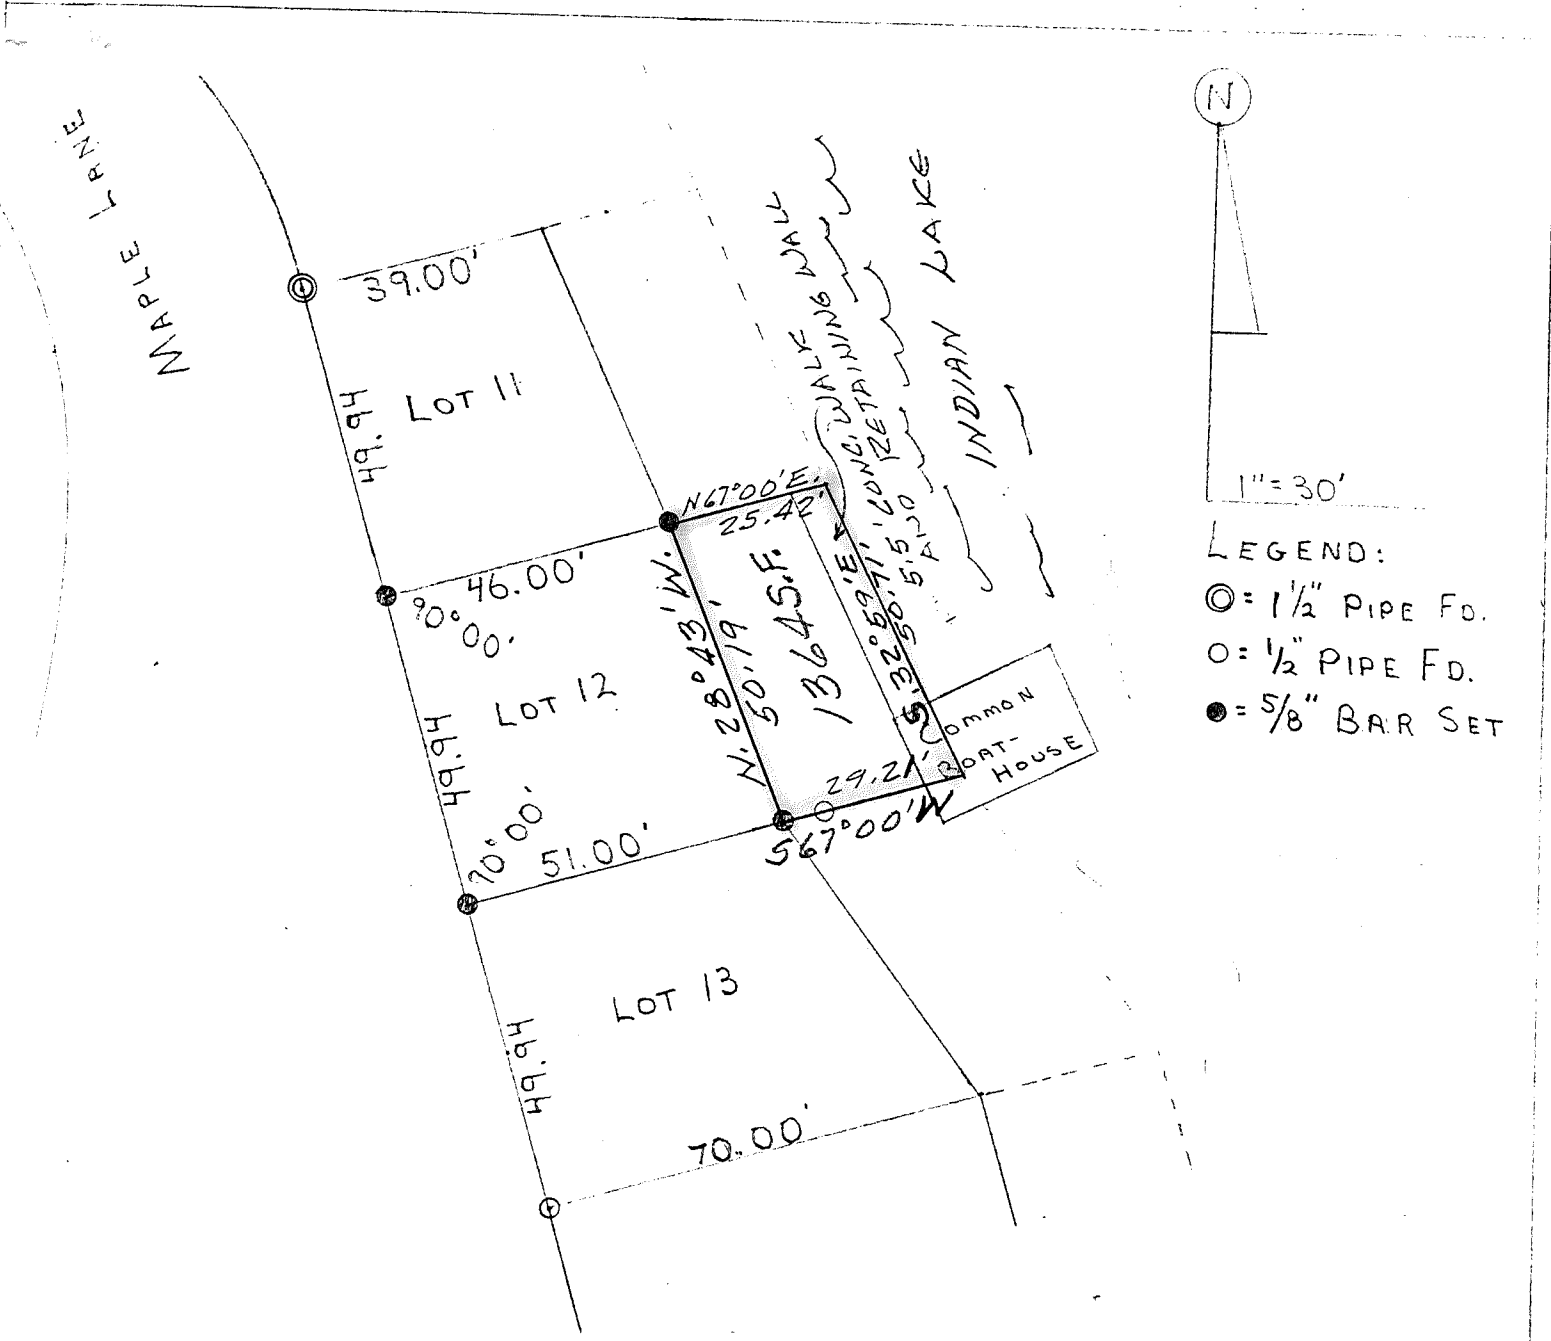 MAPLE LANE
N
39.00'
49.94
LOT 11
5.5' CONC. WALK WALL
AND RETAINING
INDIAN LAKE
1"=30'
LEGEND:
◎ = 1 1/2" PIPE FD.
○ = 1/2" PIPE FD.
● = 5/8" BAR SET
N67°00'E.
25.42'
46.00'
90°00'
LOT 12
49.94
N. 28°43'W.
50.19'
1364 S.F.
S. 32°59'E
50.71'
COMMON
BOAT-
HOUSE
29.21'
S67°00'W
90°00'
51.00'
LOT 13
49.94
70.00'